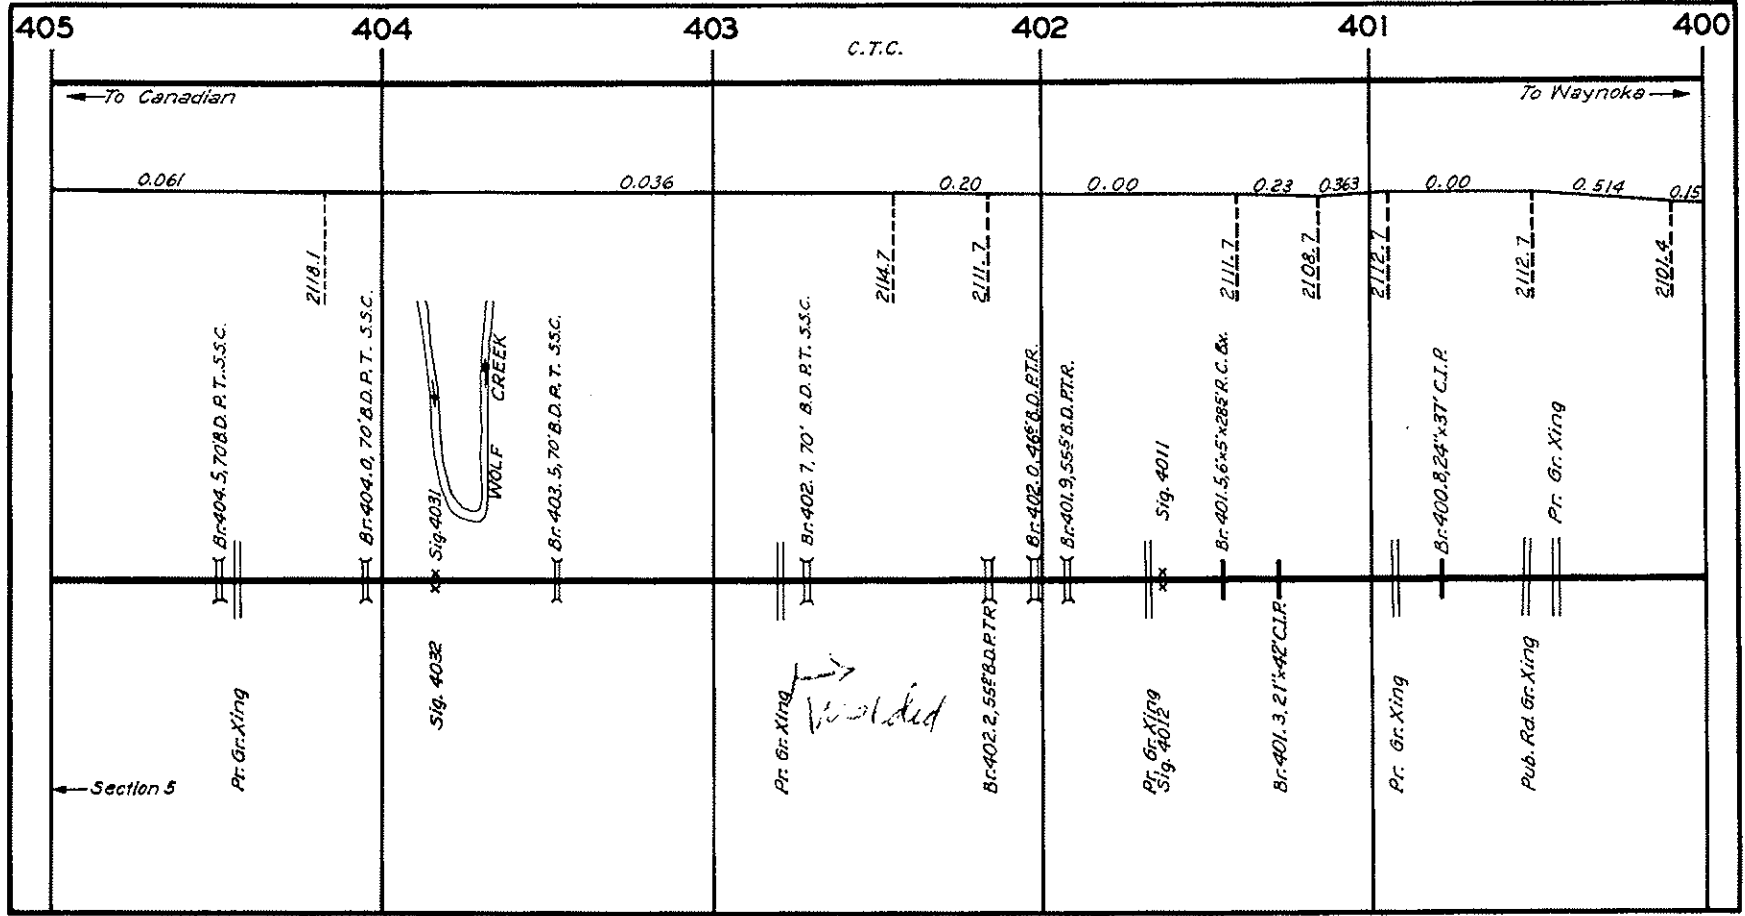 405 404 403 402 401 400
C.T.C.
To Canadian To Waynoka
0.061 0.036 0.20 0.00 0.23 0.363 0.00 0.514 0.15
2118.1
2114.7
2111.7
2111.7
2108.7
2112.7
2112.7
2101.4
Br.404.5,70'B.D.P.T.S.S.C.
Br.404.0,70'B.D.P.T. S.S.C.
Sig.4031
WOLF CREEK
Br.403.5,70'B.D.P.T. S.S.C.
Br.402.7,70' B.D.P.T. S.S.C.
Br.402.0,46⁵'B.D.P.T.R.
Br.401.9,55⁵'B.D.P.T.R.
Sig. 4011
Br.401.5,6'x5'x28⁵'R.C.Bx.
Br.400.8,24"x37' C.I.P.
Pr. Gr. Xing
Pr. Gr. Xing
Sig. 4032
Pr. Gr. Xing
Welded
Br.402.2,55²'B.D.P.T.R.
Pr. Gr. Xing
Sig. 4012
Br.401.3,21"x42'C.I.P.
Pr. Gr. Xing
Pub. Rd. Gr. Xing
Section 5